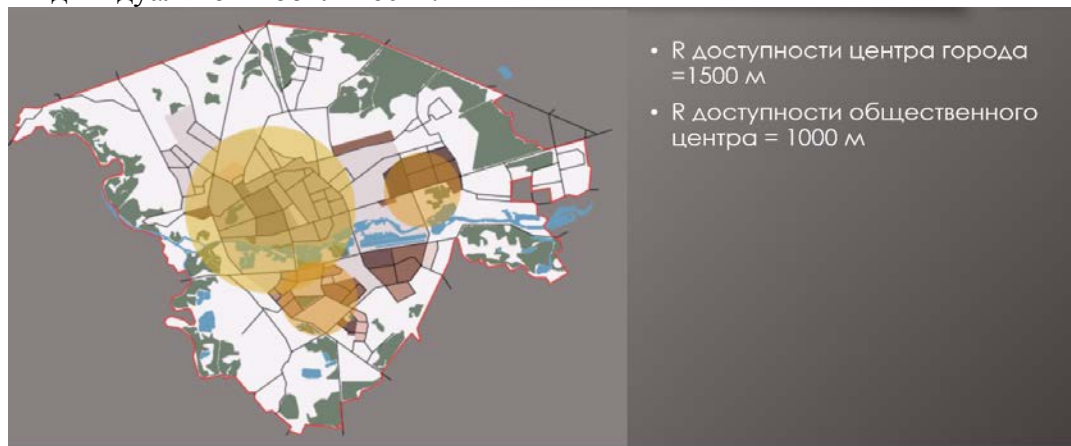 • R доступности центра города
=1500 м
• R доступности общественного
центра = 1000 м